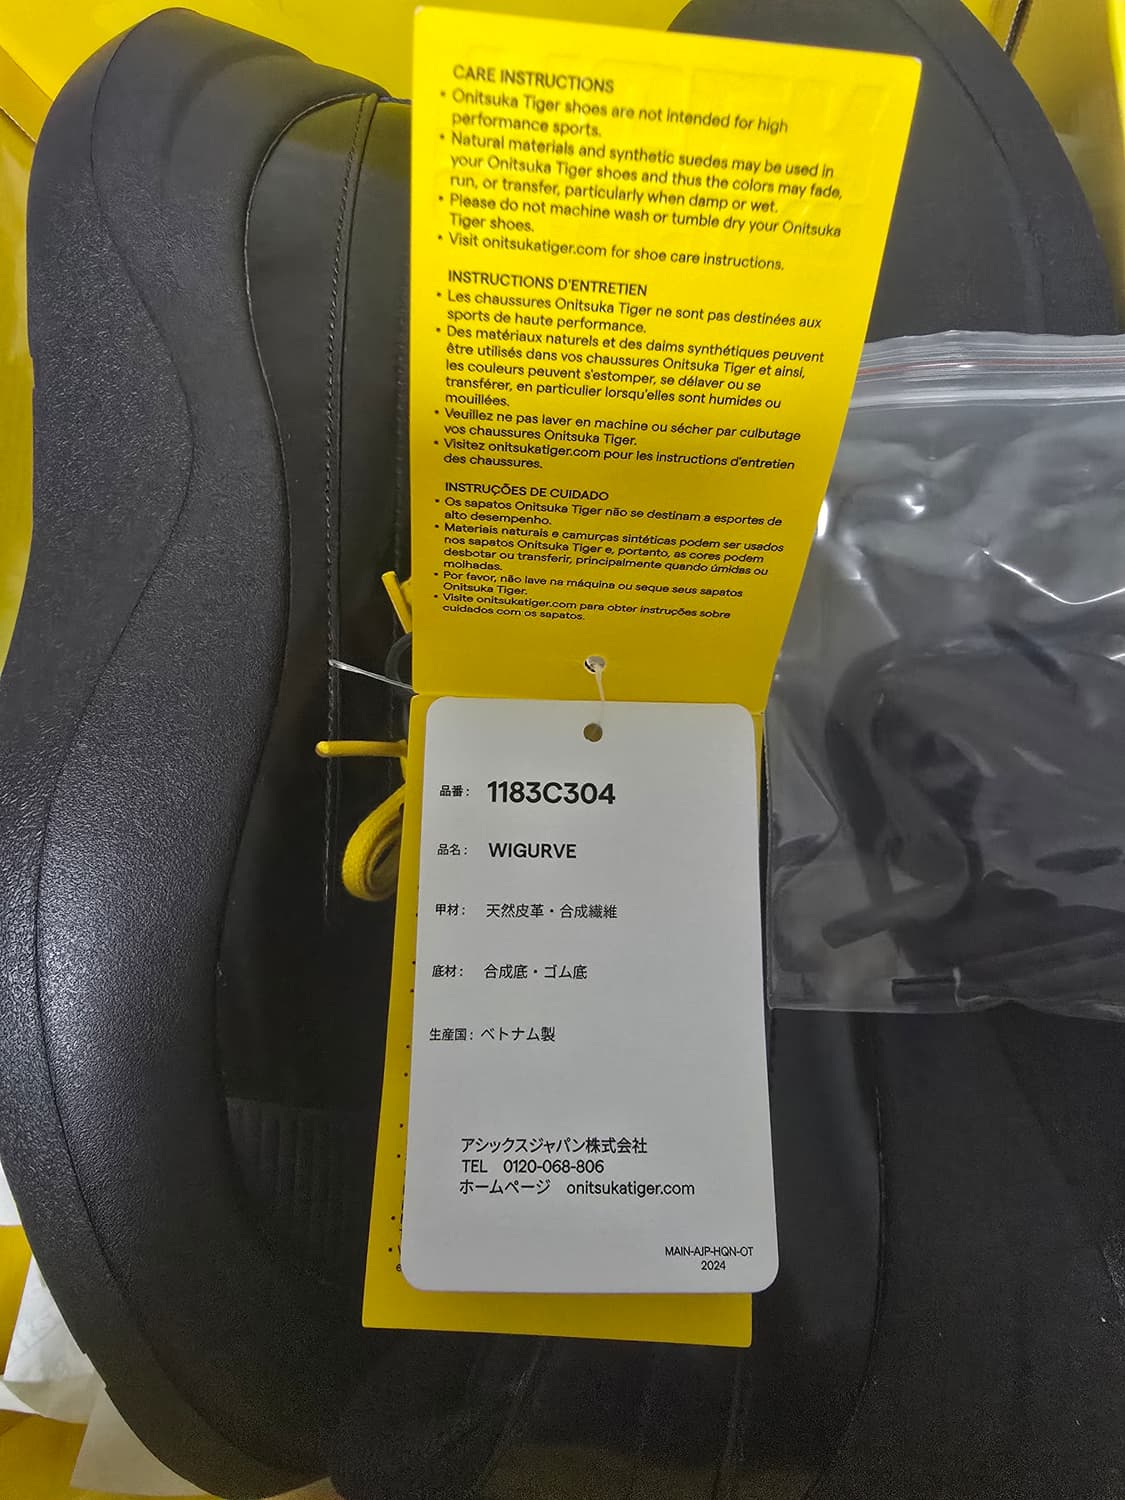 CARE INSTRUCTIONS
• Onitsuka Tiger shoes are not intended for high
performance sports.
• Natural materials and synthetic suedes may be used in
your Onitsuka Tiger shoes and thus the colors may fade,
run, or transfer, particularly when damp or wet.
• Please do not machine wash or tumble dry your Onitsuka
Tiger shoes.
• Visit onitsukatiger.com for shoe care instructions.
INSTRUCTIONS D'ENTRETIEN
• Les chaussures Onitsuka Tiger ne sont pas destinées aux
sports de haute performance.
• Des matériaux naturels et des daims synthétiques peuvent
être utilisés dans vos chaussures Onitsuka Tiger et ainsi,
les couleurs peuvent s'estomper, se délaver ou se
transférer, en particulier lorsqu'elles sont humides ou
mouillées.
• Veuillez ne pas laver en machine ou sécher par culbutage
vos chaussures Onitsuka Tiger.
• Visitez onitsukatiger.com pour les instructions d'entretien
des chaussures.
INSTRUÇÕES DE CUIDADO
• Os sapatos Onitsuka Tiger não se destinam a esportes de
alto desempenho.
• Materiais naturais e camurças sintéticas podem ser usados
nos sapatos Onitsuka Tiger e, portanto, as cores podem
desbotar ou transferir, principalmente quando úmidas ou
molhadas.
• Por favor, não lave na máquina ou seque seus sapatos
Onitsuka Tiger.
• Visite onitsukatiger.com para obter instruções sobre
cuidados com os sapatos.
品番： 1183C304
品名： WIGURVE
甲材： 天然皮革・合成繊維
底材： 合成底・ゴム底
生産国： ベトナム製
アシックスジャパン株式会社
TEL 0120-068-806
ホームページ onitsukatiger.com
MAIN-AJP-HQN-OT
2024